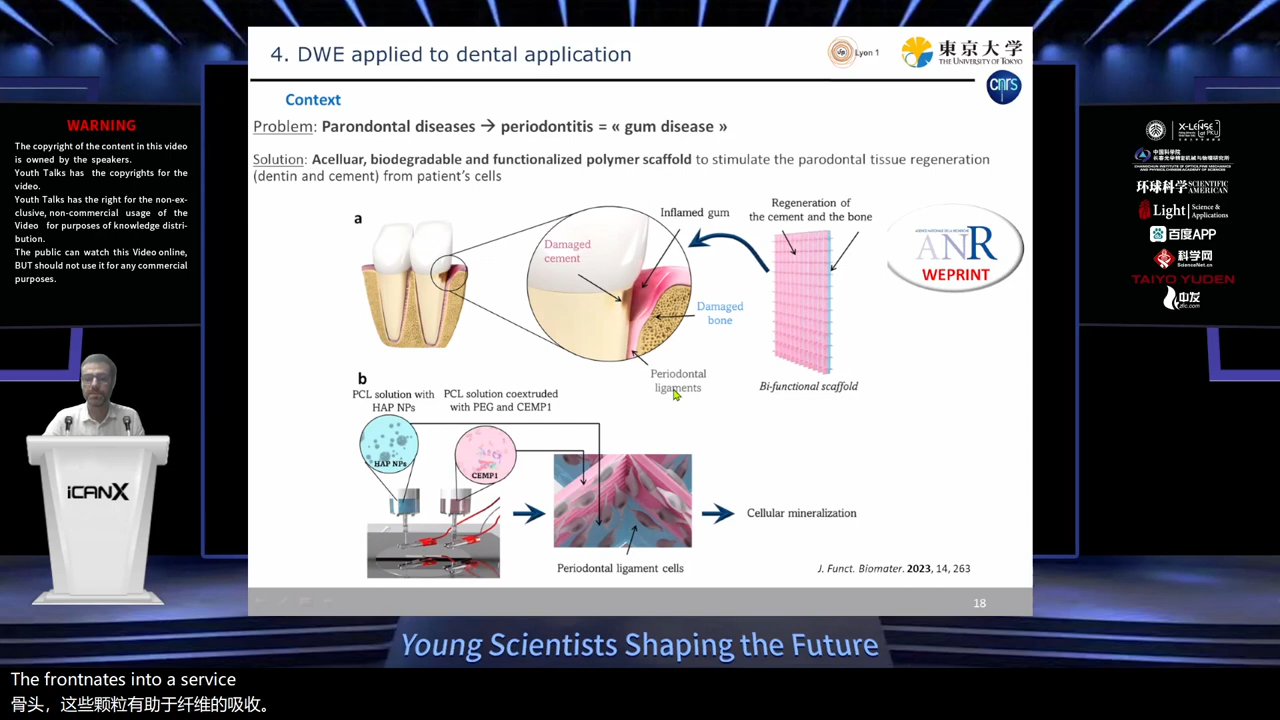 WARNING
The copyright of the content in this video
is owned by the speakers.
Youth Talks has the copyrights for the
video.
Youth Talks has the right for the non-ex-
clusive, non-commercial usage of the
Video for purposes of knowledge distri-
bution.
The public can watch this Video online,
BUT should not use it for any commercial
purposes.
4. DWE applied to dental application
Lyon 1
東京大学
THE UNIVERSITY OF TOKYO
cnrs
Context
Problem: Parondontal diseases → periodontitis = « gum disease »
Solution: Acelluar, biodegradable and functionalized polymer scaffold to stimulate the parodontal tissue regeneration
(dentin and cement) from patient's cells
a
Damaged
cement
Inflamed gum
Damaged
bone
Periodontal
ligaments
Regeneration of
the cement and the bone
Bi-functional scaffold
ANR
WEPRINT
b
PCL solution with
HAP NPs
PCL solution coextruded
with PEG and CEMP1
HAP NPs
CEMP1
Periodontal ligament cells
Cellular mineralization
J. Funct. Biomater. 2023, 14, 263
18
X-LENSE
环球科学 SCIENTIFIC AMERICAN
Light Science & Applications
百度APP
科学网
ScienceNet.cn
TAIYO YUDEN
中发
iCANX
Young Scientists Shaping the Future
The frontnates into a service
骨头，这些颗粒有助于纤维的吸收。